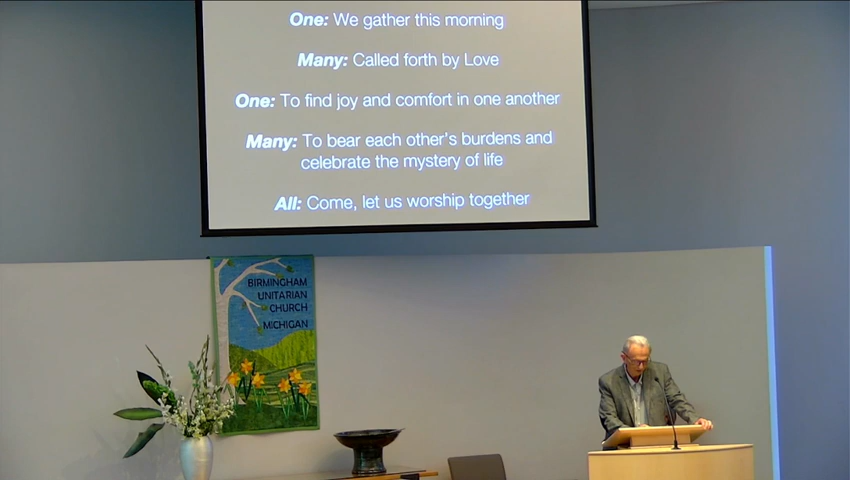 One: We gather this morning
Many: Called forth by Love
One: To find joy and comfort in one another
Many: To bear each other's burdens and
celebrate the mystery of life
All: Come, let us worship together
BIRMINGHAM
UNITARIAN
CHURCH
MICHIGAN